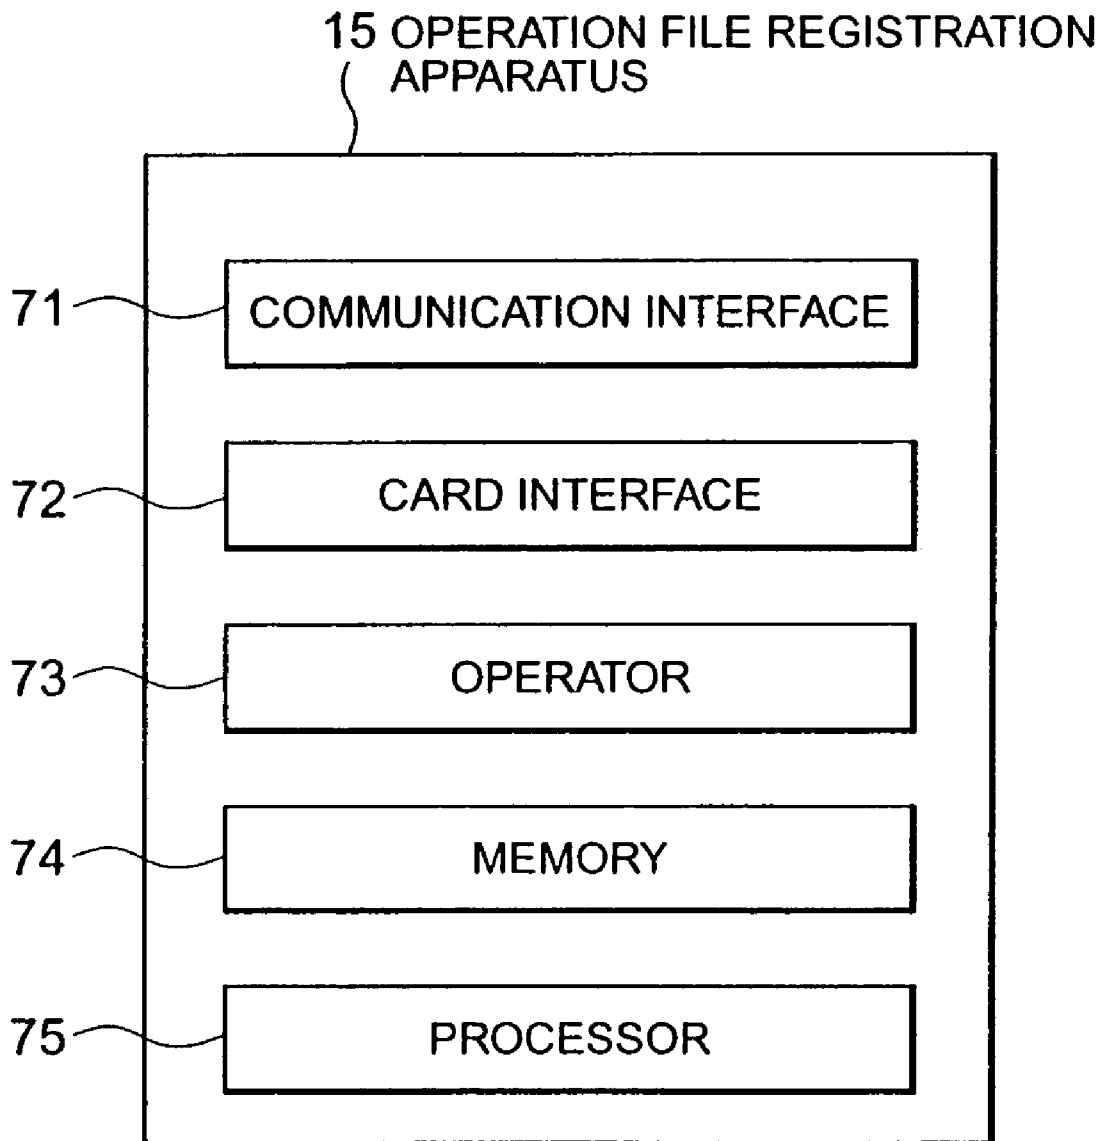 15 OPERATION FILE REGISTRATION
APPARATUS
71 COMMUNICATION INTERFACE
72 CARD INTERFACE
73 OPERATOR
74 MEMORY
75 PROCESSOR